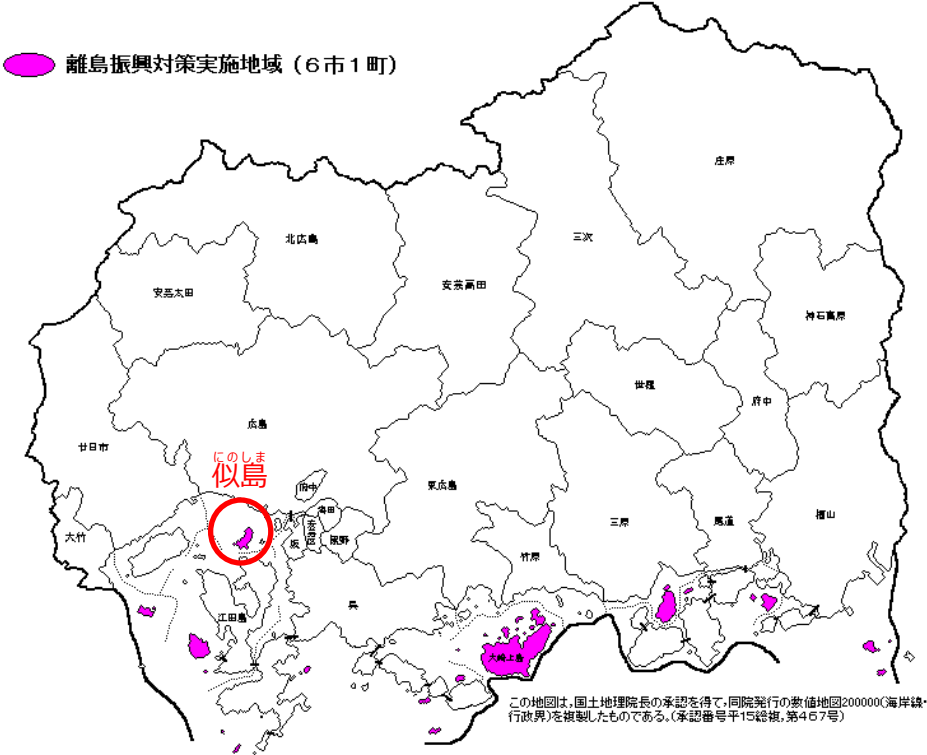 離島振興対策実施地域（６市１町）
庄原
北広島
三次
安芸太田
安芸高田
神石高原
世羅
府中
広島
廿日市
にのしま
似島
府中
東広島
海田
三原
尾道
福山
大竹
坂
熊野
竹原
呉
江田島
大崎上島
この地図は，国土地理院長の承認を得て，同院発行の数値地図200000（海岸線・
行政界）を複製したものである。（承認番号平15総複，第467号）